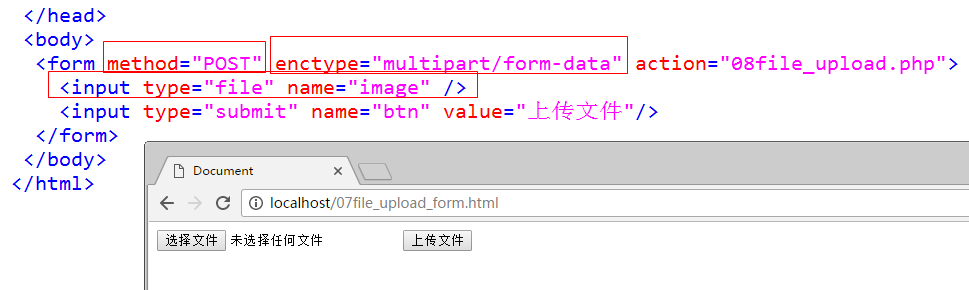 </head>
<body>
<form method="POST" enctype="multipart/form-data" action="08file_upload.php">
<input type="file" name="image" />
<input type="submit" name="btn" value="上传文件"/>
</form>
</body>
</html>
Document
localhost/07file_upload_form.html
选择文件 未选择任何文件 上传文件